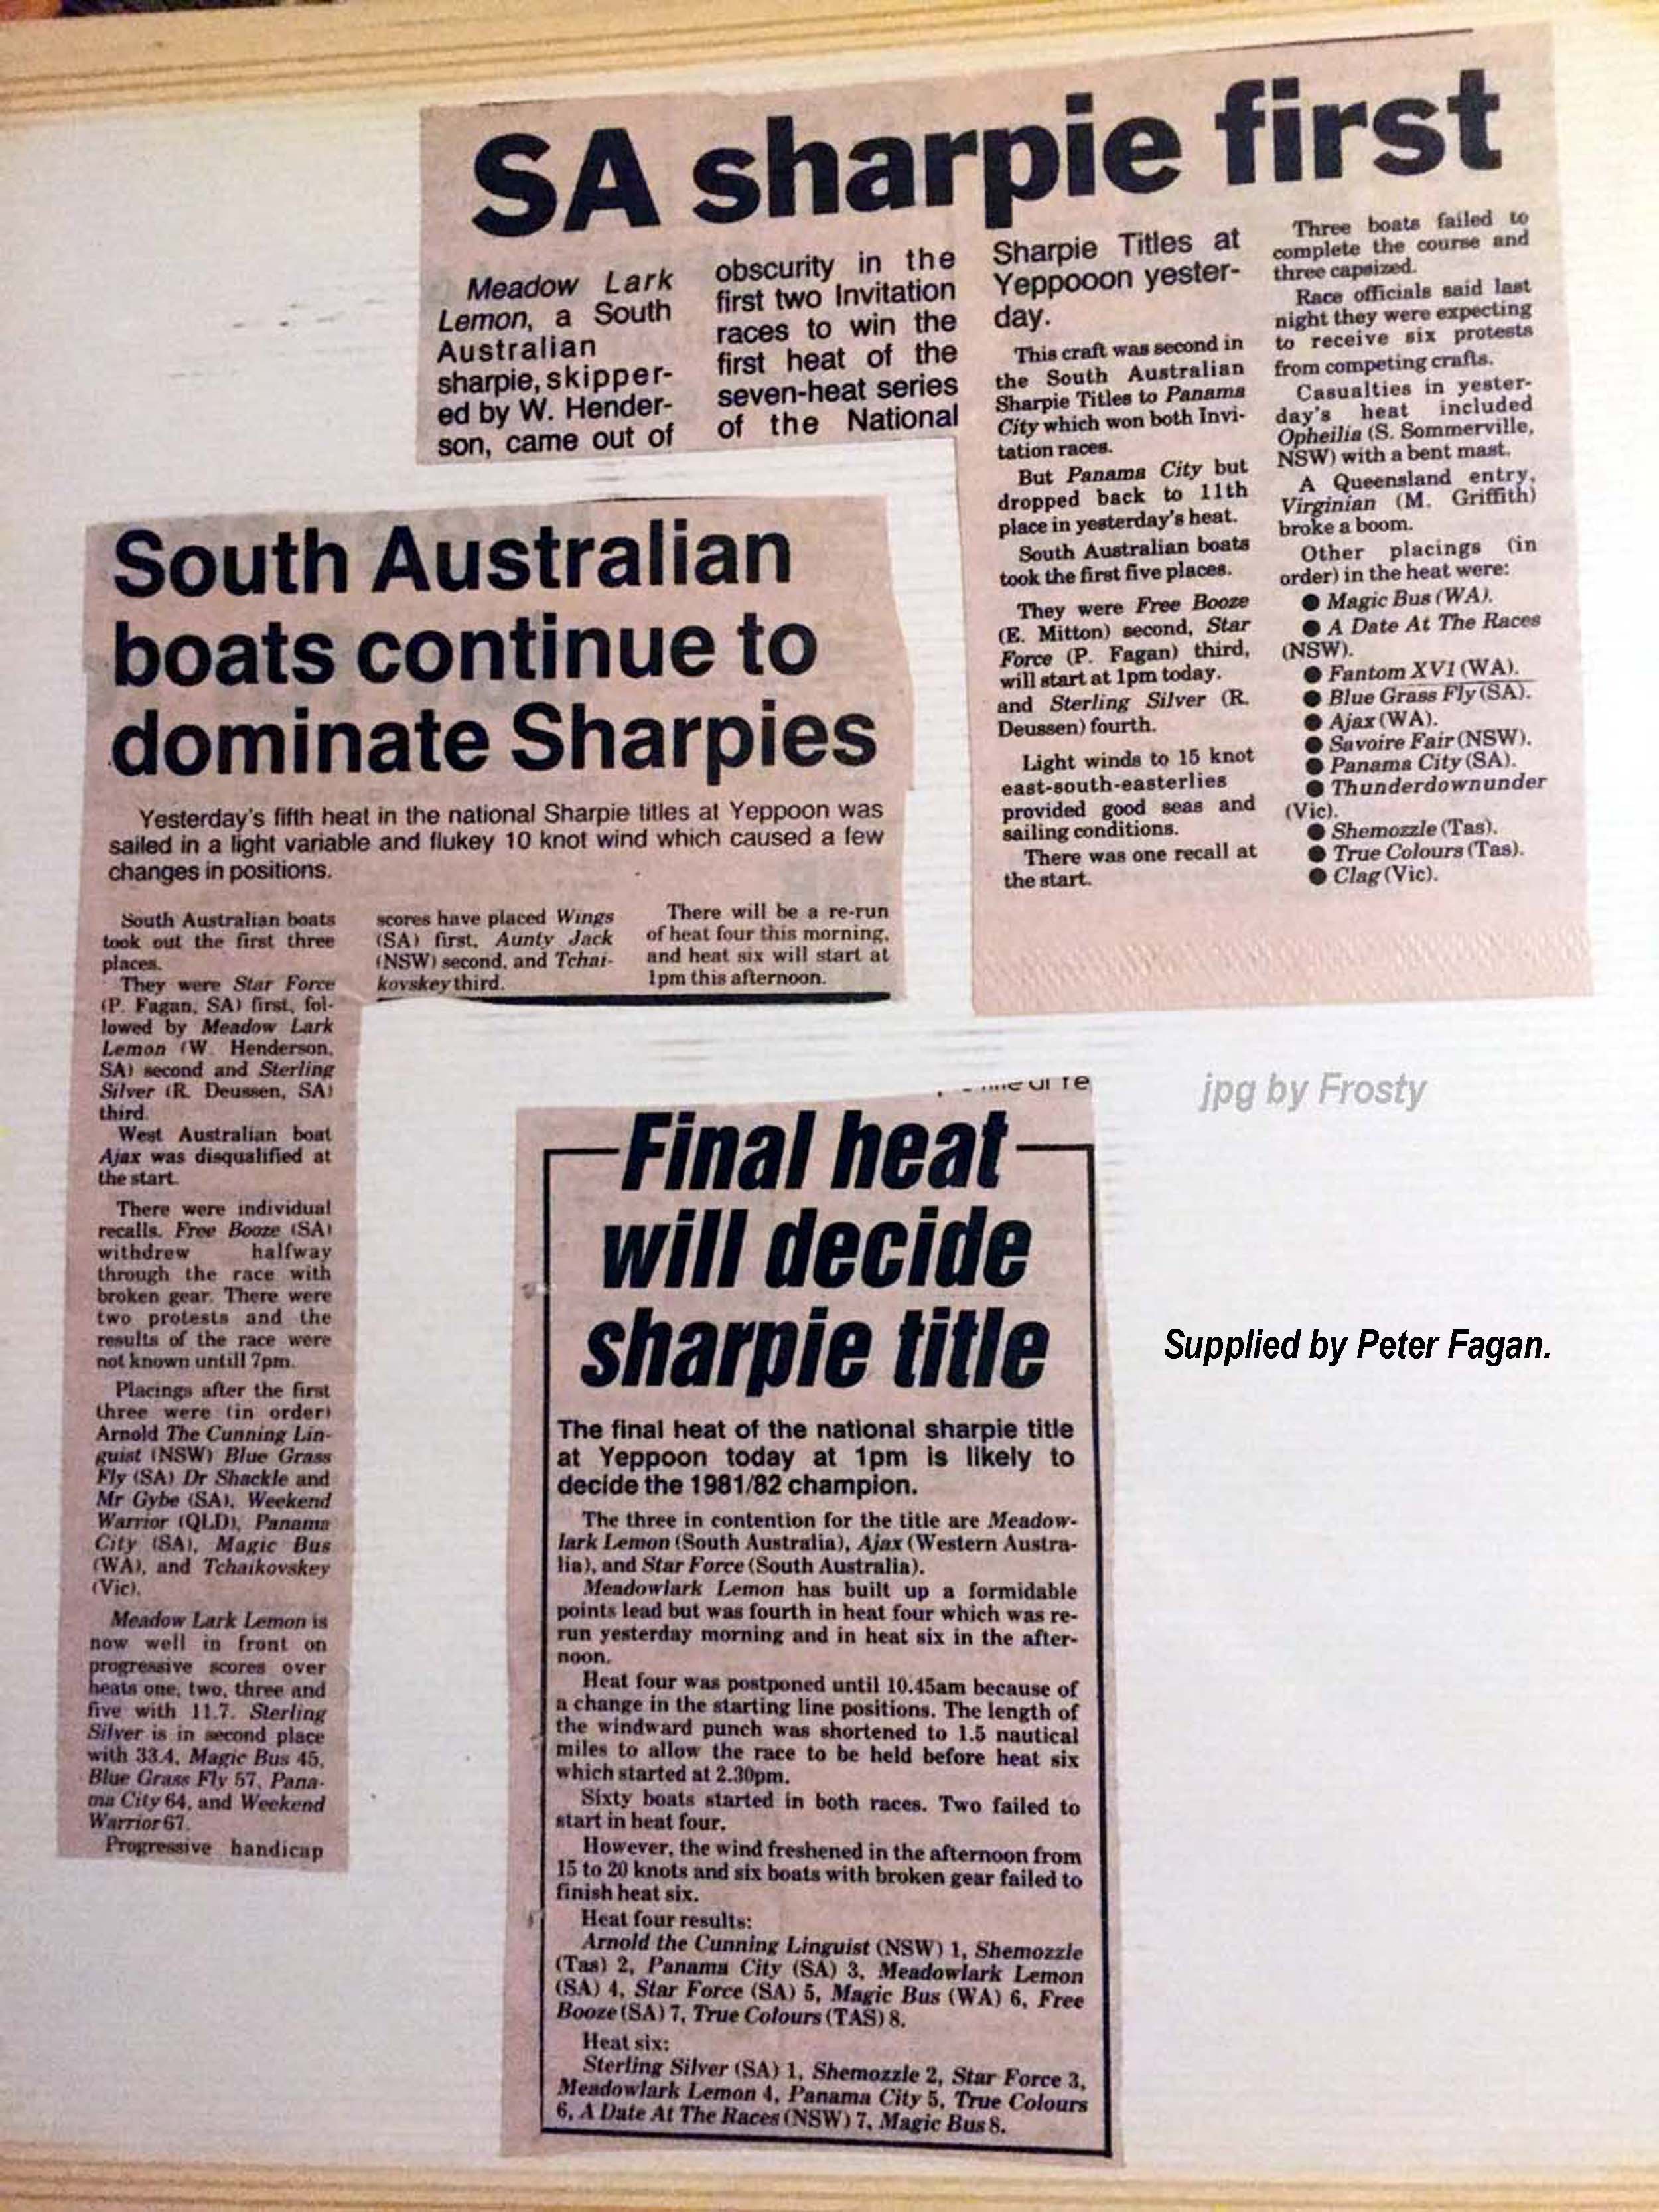 SA sharpie first
Meadow Lark
Lemon, a South
Australian
sharpie, skipper-
ed by W. Hender-
son, came out of
obscurity in the
first two Invitation
races to win the
first heat of the
seven-heat series
of the National
Sharpie Titles at
Yeppooon yester-
day.
This craft was second in
the South Australian
Sharpie Titles to Panama
City which won both Invi-
tation races.
But Panama City but
dropped back to 11th
place in yesterday's heat.
South Australian boats
took the first five places.
They were Free Booze
(E. Mitton) second, Star
Force (P. Fagan) third,
will start at 1pm today.
and Sterling Silver (R.
Deussen) fourth.
Light winds to 15 knot
east-south-easterlies
provided good seas and
sailing conditions.
There was one recall at
the start.
Three boats failed to
complete the course and
three capsized.
Race officials said last
night they were expecting
to receive six protests
from competing crafts.
Casualties in yester-
day's heat included
Opheilia (S. Sommerville,
NSW) with a bent mast.
A Queensland entry,
Virginian (M. Griffith)
broke a boom.
Other placings (in
order) in the heat were:
● Magic Bus (WA).
● A Date At The Races
(NSW).
● Fantom XV1 (WA).
● Blue Grass Fly (SA).
● Ajax (WA).
● Savoire Fair (NSW).
● Panama City (SA).
● Thunderdownunder
(Vic).
● Shemozzle (Tas).
● True Colours (Tas).
● Clag (Vic).
South Australian
boats continue to
dominate Sharpies
Yesterday's fifth heat in the national Sharpie titles at Yeppoon was
sailed in a light variable and flukey 10 knot wind which caused a few
changes in positions.
South Australian boats
took out the first three
places.
They were Star Force
(P. Fagan, SA) first, fol-
lowed by Meadow Lark
Lemon (W. Henderson,
SA) second and Sterling
Silver (R. Deussen, SA)
third.
West Australian boat
Ajax was disqualified at
the start.
There were individual
recalls. Free Booze (SA)
withdrew halfway
through the race with
broken gear. There were
two protests and the
results of the race were
not known untill 7pm.
Placings after the first
three were (in order)
Arnold The Cunning Lin-
guist (NSW) Blue Grass
Fly (SA) Dr Shackle and
Mr Gybe (SA), Weekend
Warrior (QLD), Panama
City (SA), Magic Bus
(WA), and Tchaikovskey
(Vic).
Meadow Lark Lemon is
now well in front on
progressive scores over
heats one, two, three and
five with 11.7. Sterling
Silver is in second place
with 33.4, Magic Bus 45,
Blue Grass Fly 57, Pana-
ma City 64, and Weekend
Warrior 67.
Progressive handicap
scores have placed Wings
(SA) first, Aunty Jack
(NSW) second, and Tchai-
kovskey third.
There will be a re-run
of heat four this morning,
and heat six will start at
1pm this afternoon.
jpg by Frosty
Final heat
will decide
sharpie title
The final heat of the national sharpie title
at Yeppoon today at 1pm is likely to
decide the 1981/82 champion.
The three in contention for the title are Meadow-
lark Lemon (South Australia), Ajax (Western Austra-
lia), and Star Force (South Australia).
Meadowlark Lemon has built up a formidable
points lead but was fourth in heat four which was re-
run yesterday morning and in heat six in the after-
noon.
Heat four was postponed until 10.45am because of
a change in the starting line positions. The length of
the windward punch was shortened to 1.5 nautical
miles to allow the race to be held before heat six
which started at 2.30pm.
Sixty boats started in both races. Two failed to
start in heat four.
However, the wind freshened in the afternoon from
15 to 20 knots and six boats with broken gear failed to
finish heat six.
Heat four results:
Arnold the Cunning Linguist (NSW) 1, Shemozzle
(Tas) 2, Panama City (SA) 3, Meadowlark Lemon
(SA) 4, Star Force (SA) 5, Magic Bus (WA) 6, Free
Booze (SA) 7, True Colours (TAS) 8.
Heat six:
Sterling Silver (SA) 1, Shemozzle 2, Star Force 3,
Meadowlark Lemon 4, Panama City 5, True Colours
6, A Date At The Races (NSW) 7, Magic Bus 8.
Supplied by Peter Fagan.